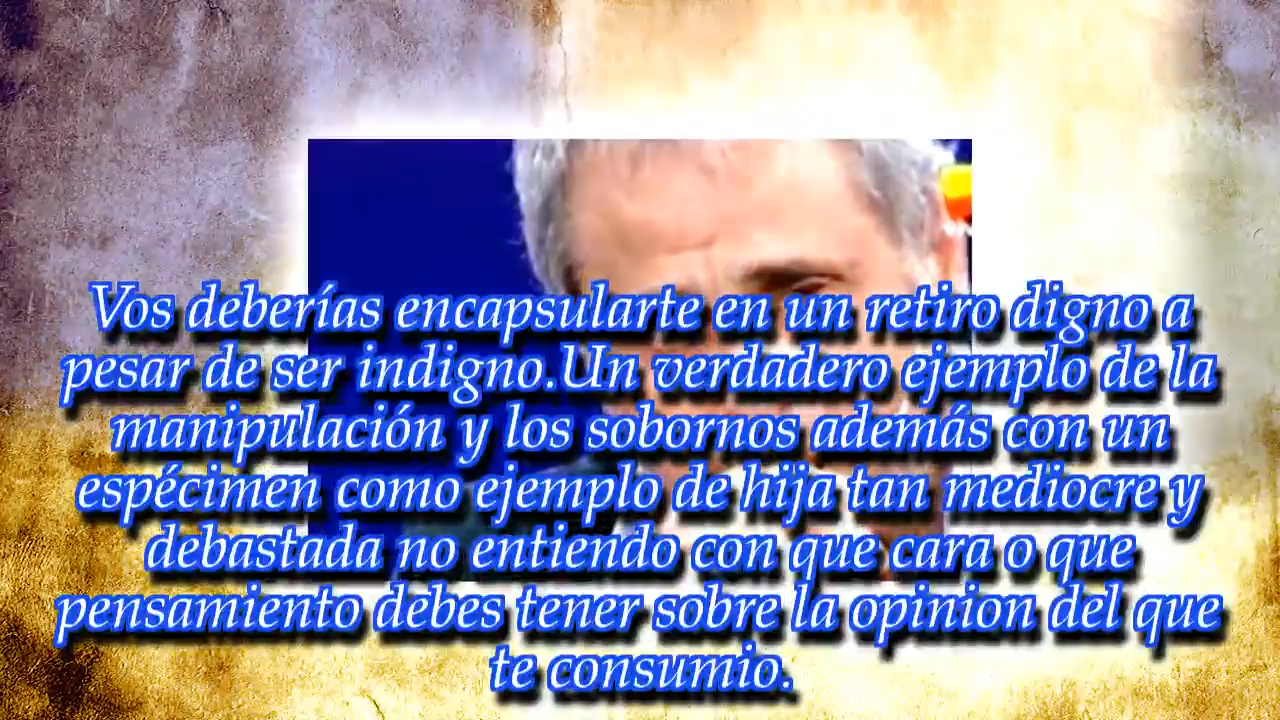 Vos deberías encapsularte en un retiro digno a
pesar de ser indigno.Un verdadero ejemplo de la
manipulación y los sobornos además con un
espécimen como ejemplo de hija tan mediocre y
debastada no entiendo con que cara o que
pensamiento debes tener sobre la opinion del que
te consumio.